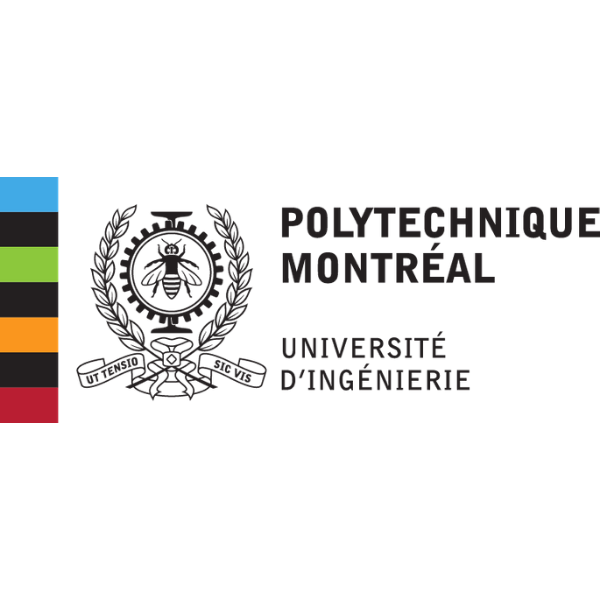 POLYTECHNIQUE
MONTRÉAL
UNIVERSITÉ
D'INGÉNIERIE
UT TENSIO SIC VIS